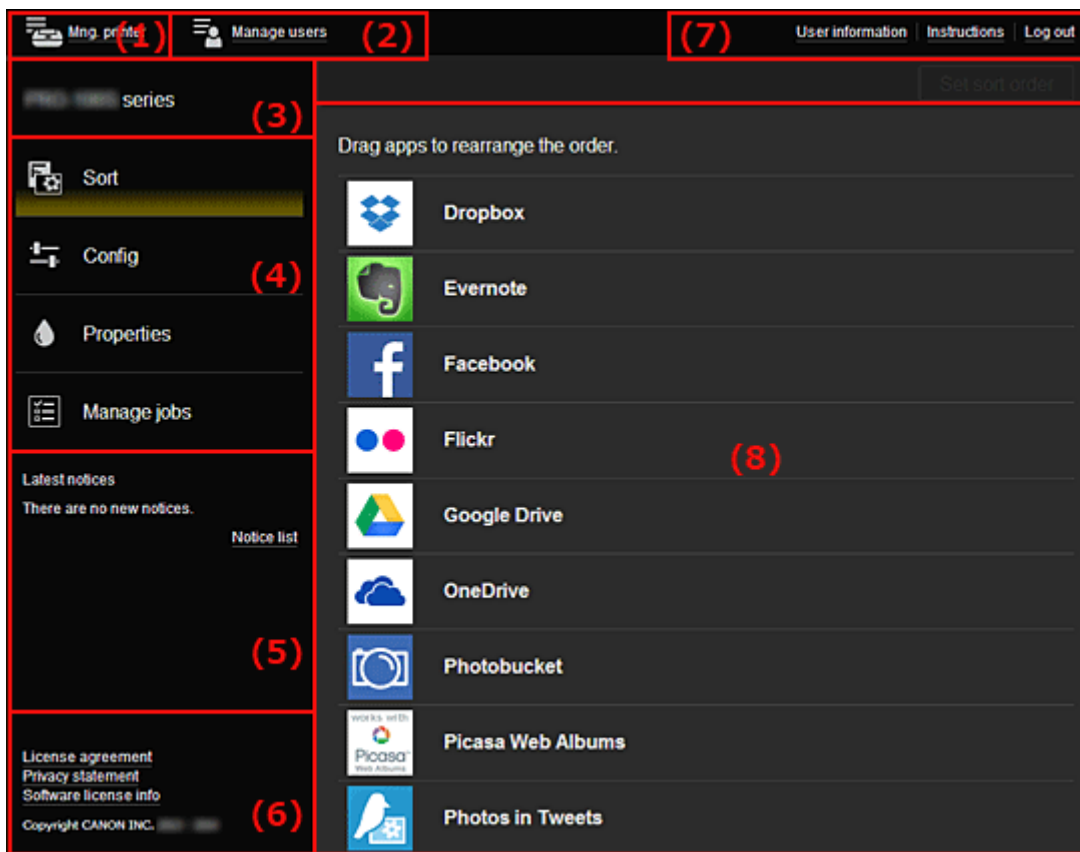 Mng. printer
(1)
Manage users
(2)
(7)
User information
Instructions
Log out
series
(3)
Set sort order
Sort
Config
(4)
Properties
Manage jobs
Latest notices
There are no new notices.
Notice list
(5)
License agreement
Privacy statement
Software license info
Copyright CANON INC.
(6)
Drag apps to rearrange the order.
Dropbox
Evernote
Facebook
Flickr
(8)
Google Drive
OneDrive
Photobucket
works with
Picasa™
Web Albums
Picasa Web Albums
Photos in Tweets